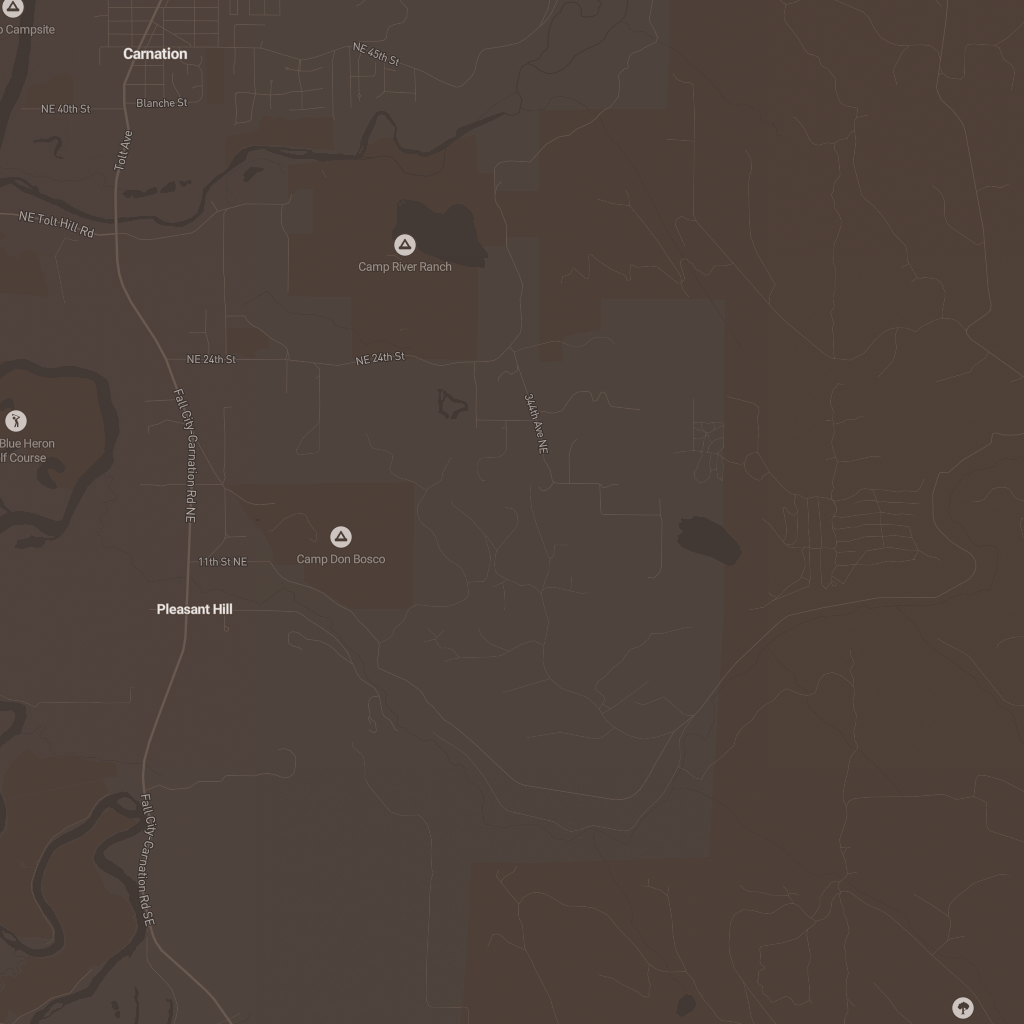 Campsite
Carnation
NE 45th St
NE 40th St
Blanche St
Tolt Ave
NE Tolt Hill Rd
Camp River Ranch
NE 24th St
NE 24th St
Fall City-Carnation Rd NE
344th Ave NE
Blue Heron
lf Course
Camp Don Bosco
11th St NE
Pleasant Hill
Fall City-Carnation Rd SE